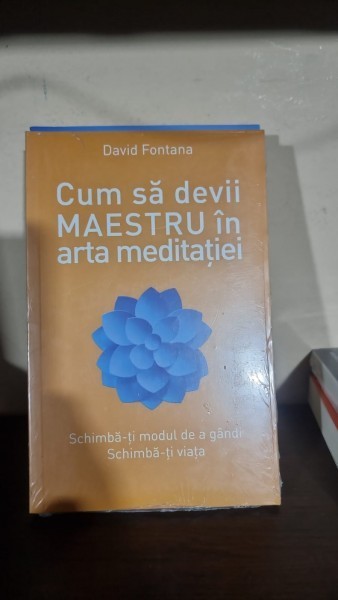 David Fontana
Cum să devii
MAESTRU în
arta meditației
Schimbă-ți modul de a gândi
Schimbă-ți viața